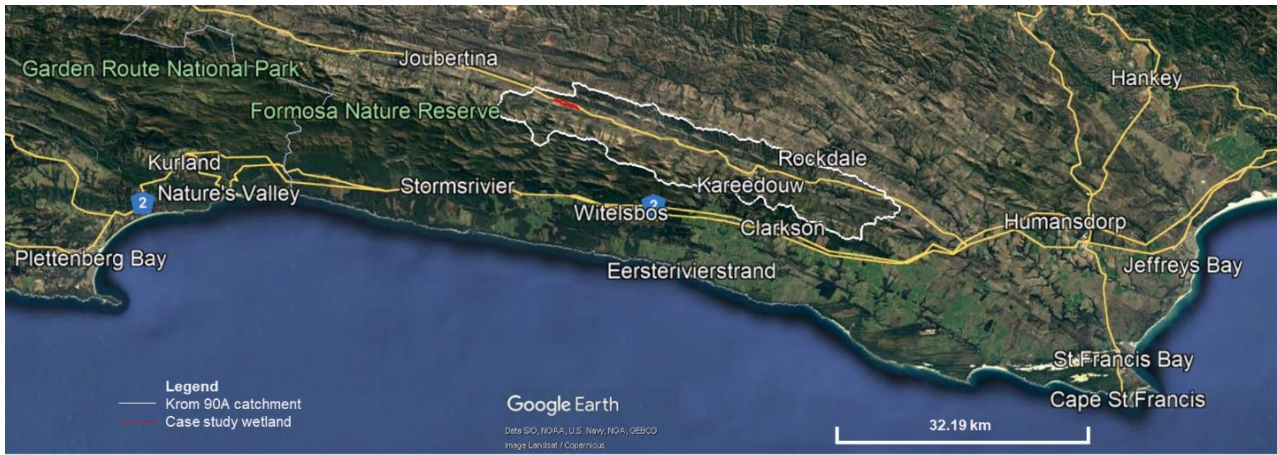 Joubertina
Hankey
Garden Route National Park
Formosa Nature Reserve
Rockdale
Kurland
Kareedouw
Nature's Valley
Stormsrivier
2
2
Witelsbos
Humansdorp
Clarkson
Plettenberg Bay
Jeffreys Bay
Eersterivierstrand
St Francis Bay
Cape St Francis
Legend
Krom 90A catchment
Case study wetland
Google Earth
Data SIO, NOAA, U.S. Navy, NGA, GEBCO
Image Landsat / Copernicus
32.19 km